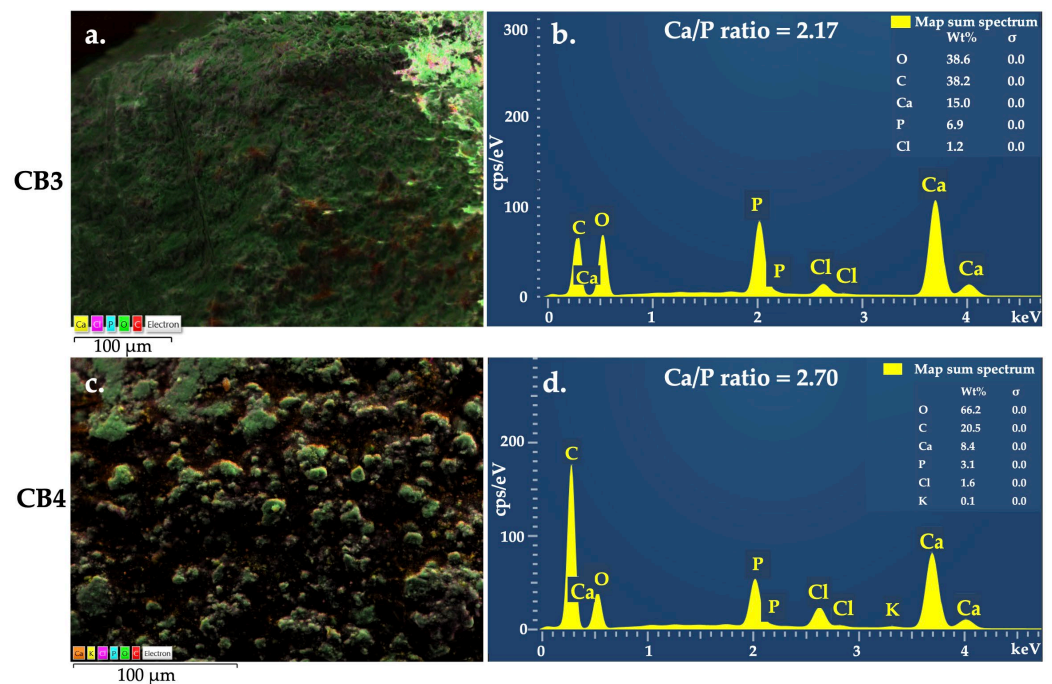 a.
CB3
Ca Cl P O C Electron
100 µm
b.
Ca/P ratio = 2.17
Map sum spectrum
Wt% σ
O 38.6 0.0
C 38.2 0.0
Ca 15.0 0.0
P 6.9 0.0
Cl 1.2 0.0
cps/eV
300
200
100
0
C
O
Ca
P
P
Cl
Cl
Ca
Ca
0 1 2 3 4 keV
c.
CB4
Ca K Cl P O C Electron
100 µm
d.
Ca/P ratio = 2.70
Map sum spectrum
Wt% σ
O 66.2 0.0
C 20.5 0.0
Ca 8.4 0.0
P 3.1 0.0
Cl 1.6 0.0
K 0.1 0.0
cps/eV
200
100
0
C
Ca
O
P
P
Cl
Cl
K
Ca
Ca
0 1 2 3 4 keV